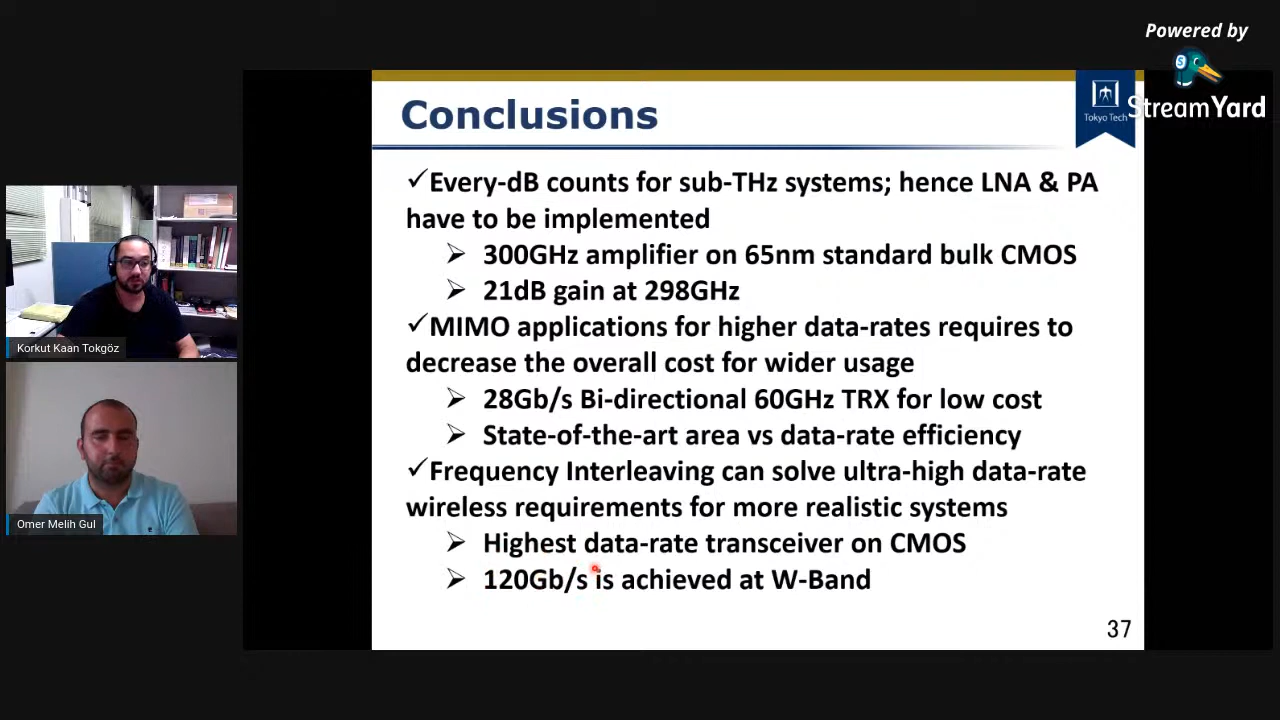 Powered by
StreamYard
Conclusions
Tokyo Tech
✓Every-dB counts for sub-THz systems; hence LNA & PA
have to be implemented
➢ 300GHz amplifier on 65nm standard bulk CMOS
➢ 21dB gain at 298GHz
✓MIMO applications for higher data-rates requires to
decrease the overall cost for wider usage
➢ 28Gb/s Bi-directional 60GHz TRX for low cost
➢ State-of-the-art area vs data-rate efficiency
✓Frequency Interleaving can solve ultra-high data-rate
wireless requirements for more realistic systems
➢ Highest data-rate transceiver on CMOS
➢ 120Gb/s is achieved at W-Band
37
Korkut Kaan Tokgöz
Omer Melih Gul